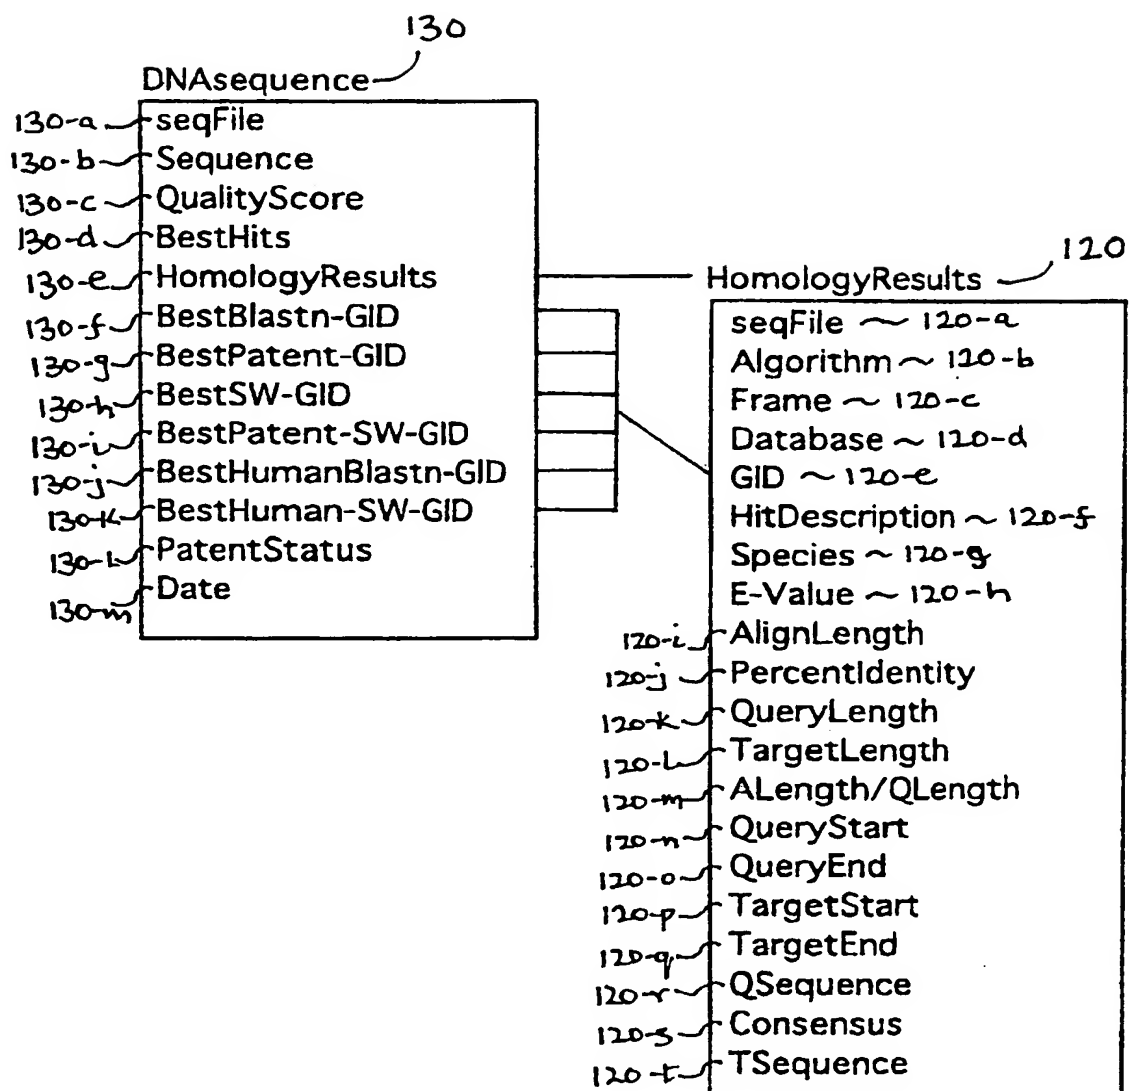 130
DNAsequence
130-a seqFile
130-b Sequence
130-c QualityScore
130-d BestHits
130-e HomologyResults
130-f BestBlastn-GID
130-g BestPatent-GID
130-h BestSW-GID
130-i BestPatent-SW-GID
130-j BestHumanBlastn-GID
130-k BestHuman-SW-GID
130-l PatentStatus
130-m Date
HomologyResults 120
seqFile ~ 120-a
Algorithm ~ 120-b
Frame ~ 120-c
Database ~ 120-d
GID ~ 120-e
HitDescription ~ 120-f
Species ~ 120-g
E-Value ~ 120-h
120-i AlignLength
120-j PercentIdentity
120-k QueryLength
120-l TargetLength
120-m ALength/QLength
120-n QueryStart
120-o QueryEnd
120-p TargetStart
120-q TargetEnd
120-r QSequence
120-s Consensus
120-t TSequence